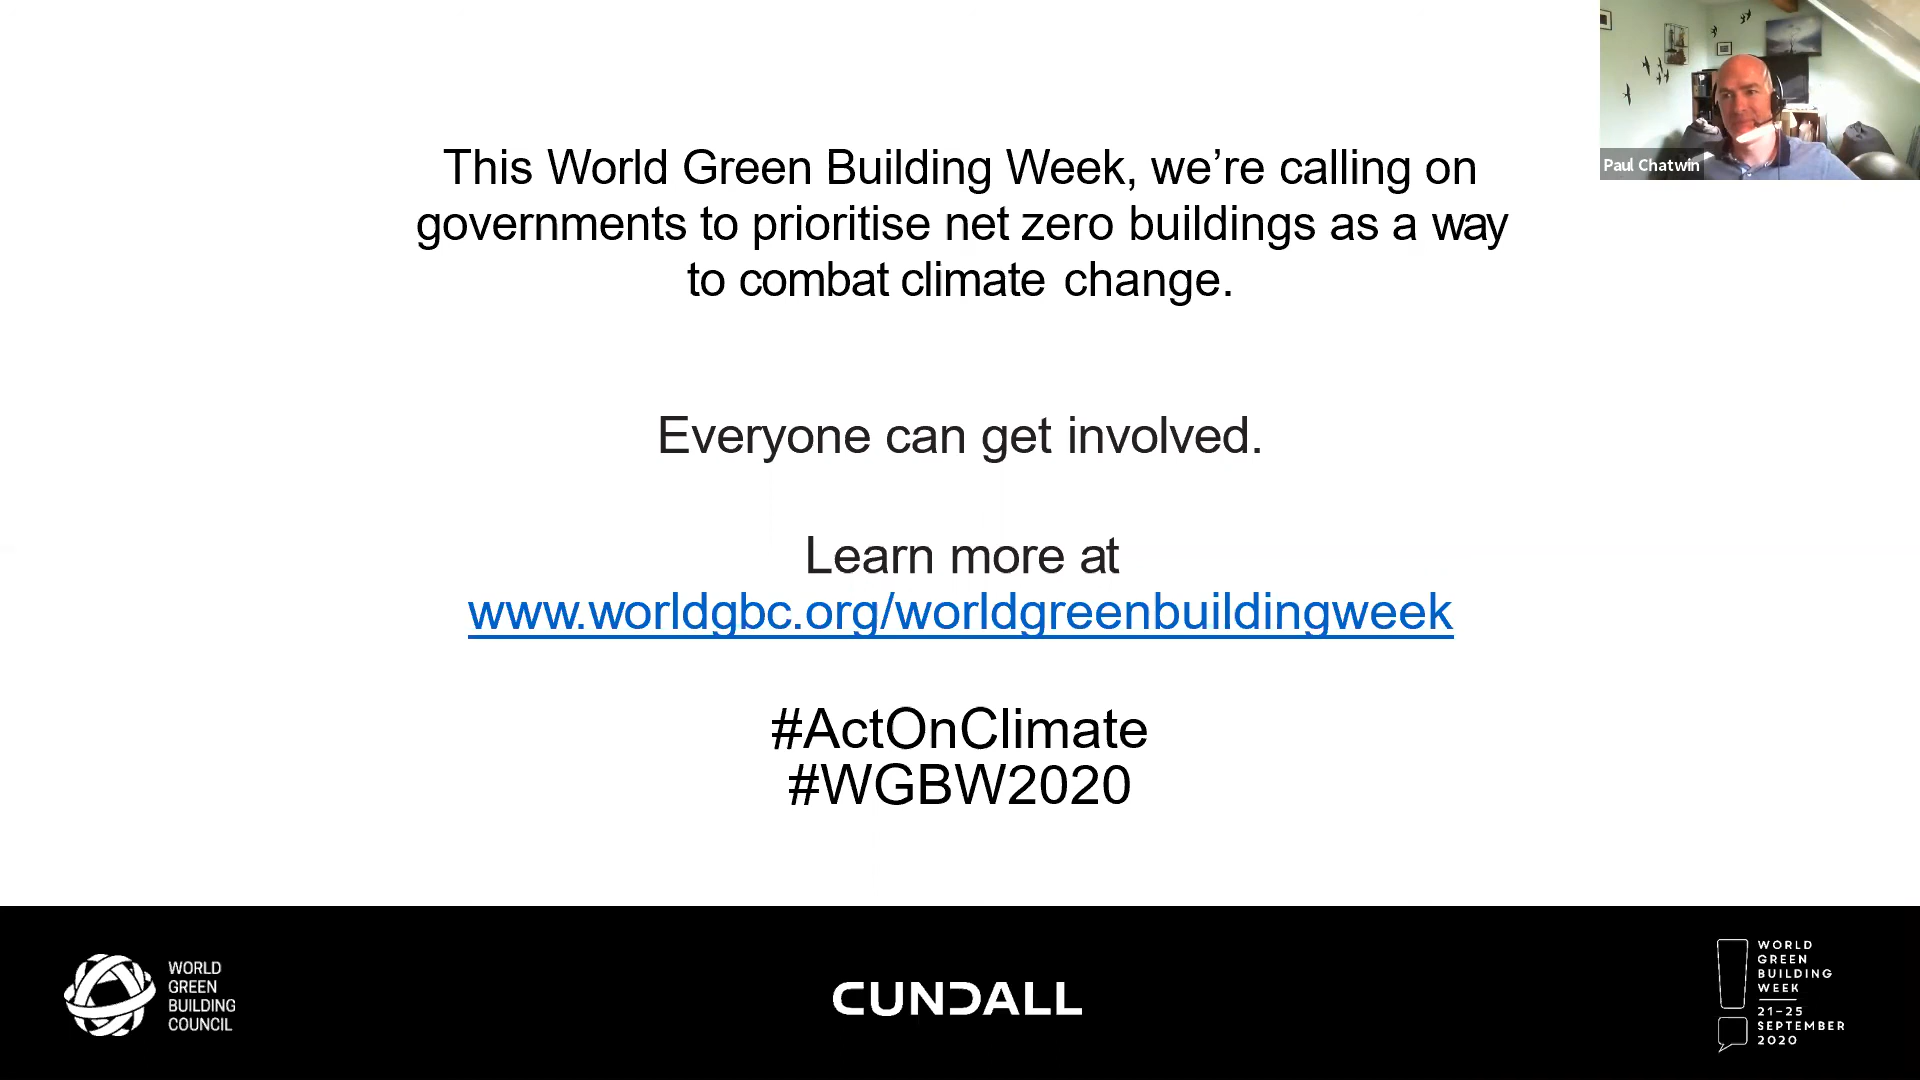 This World Green Building Week, we’re calling on
governments to prioritise net zero buildings as a way
to combat climate change.
Everyone can get involved.
Learn more at
www.worldgbc.org/worldgreenbuildingweek
#ActOnClimate
#WGBW2020
Paul Chatwin
WORLD
GREEN
BUILDING
COUNCIL
CUNDALL
WORLD
GREEN
BUILDING
WEEK
21–25
SEPTEMBER
2020